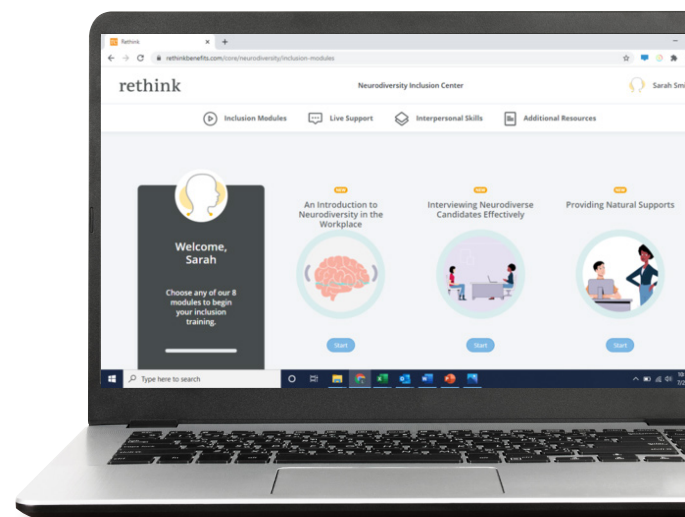 Rethink
rethinkbenefits.com/core/neurodiversity/inclusion-modules
rethink
Neurodiversity Inclusion Center
Sarah Smi
Inclusion Modules
Live Support
Interpersonal Skills
Additional Resources
Welcome,
Sarah
Choose any of our 8
modules to begin
your inclusion
training.
NEW
An Introduction to
Neurodiversity in the
Workplace
Start
NEW
Interviewing Neurodiverse
Candidates Effectively
Start
NEW
Providing Natural Supports
Start
Type here to search